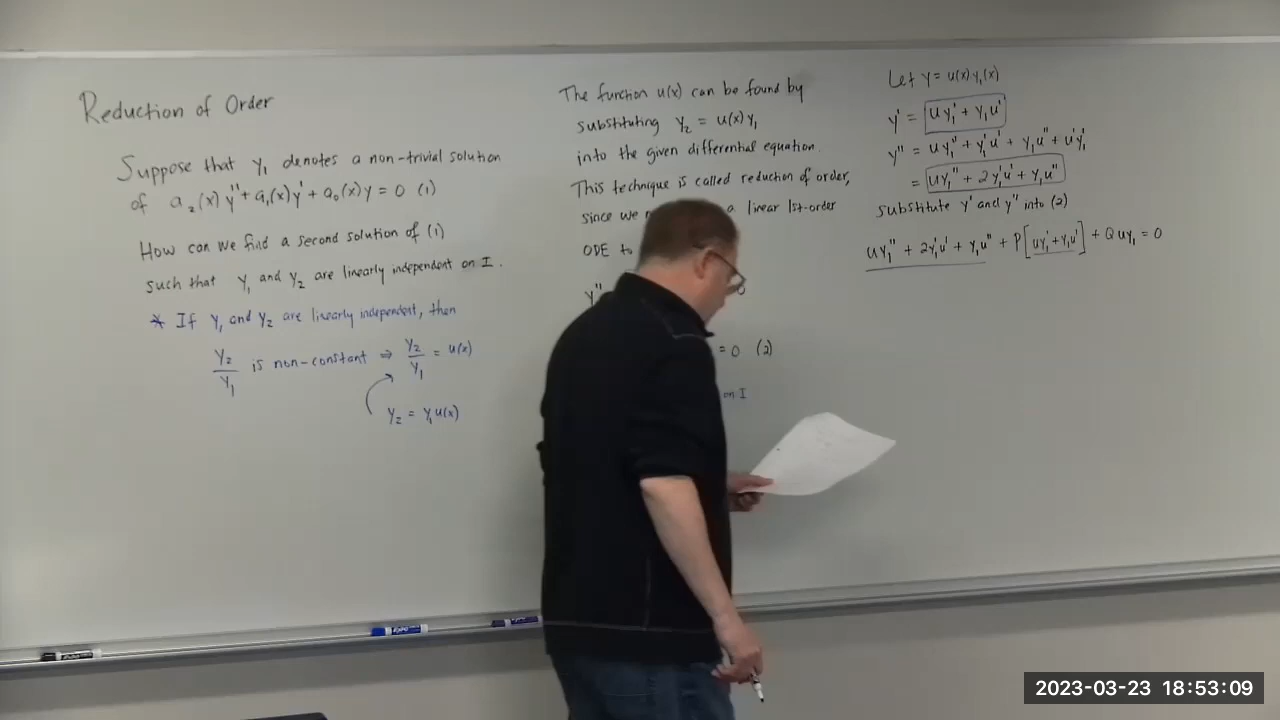 Reduction of Order
Suppose that y₁ denotes a non-trivial solution
of a₂(x)y" + a₁(x)y' + a₀(x)y = 0 (1)
How can we find a second solution of (1)
such that y₁ and y₂ are linearly independent on I.
* If y₁ and y₂ are linearly independent, then
y₂/y₁ is non-constant ⇒ y₂/y₁ = u(x)
y₂ = y₁u(x)
The function u(x) can be found by
substituting y₂ = u(x)y₁
into the given differential equation.
This technique is called reduction of order,
since we a linear 1st-order
ODE to
y"
= 0 (2)
on I
Let y = u(x)y₁(x)
y' = uy₁' + y₁u'
y" = uy₁" + y₁'u' + y₁u" + u'y₁'
= uy₁" + 2y₁'u' + y₁u"
substitute y' and y" into (2)
uy₁" + 2y₁'u' + y₁u" + P[uy₁' + y₁u'] + Quy₁ = 0
2023-03-23 18:53:09